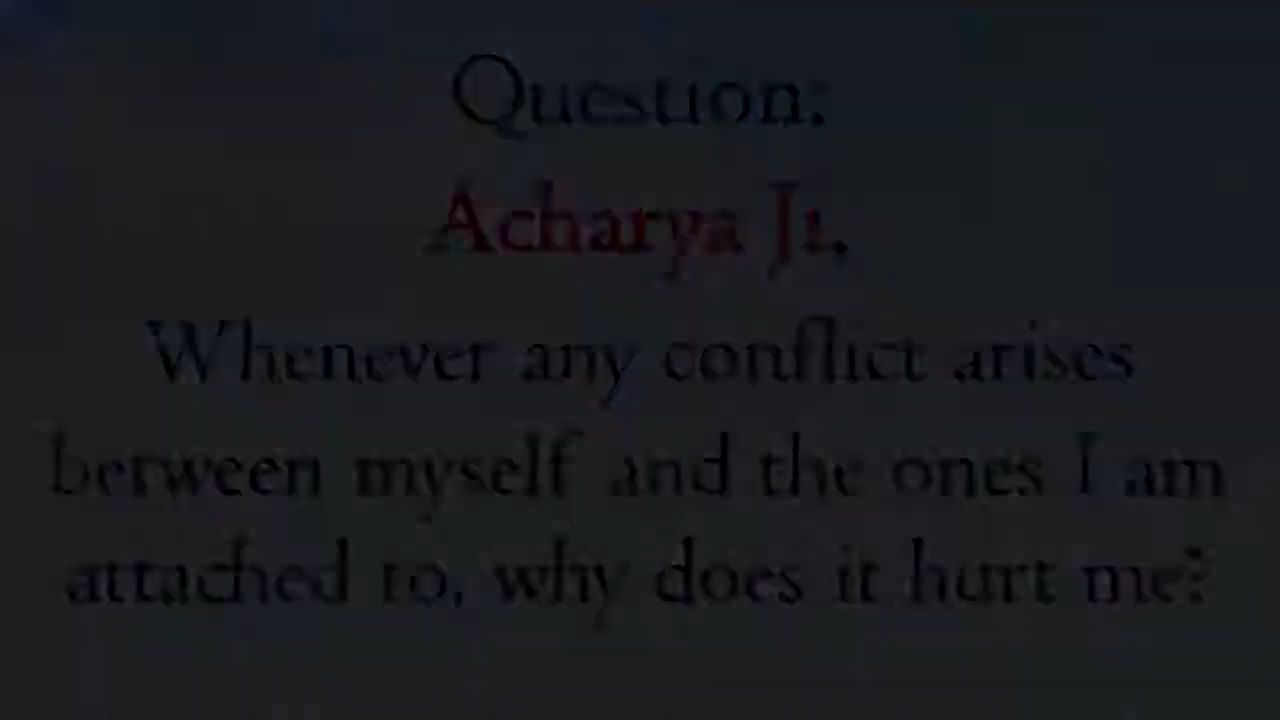 Question:
Acharya Ji,
Whenever any conflict arises
between myself and the ones I am
attached to, why does it hurt me?